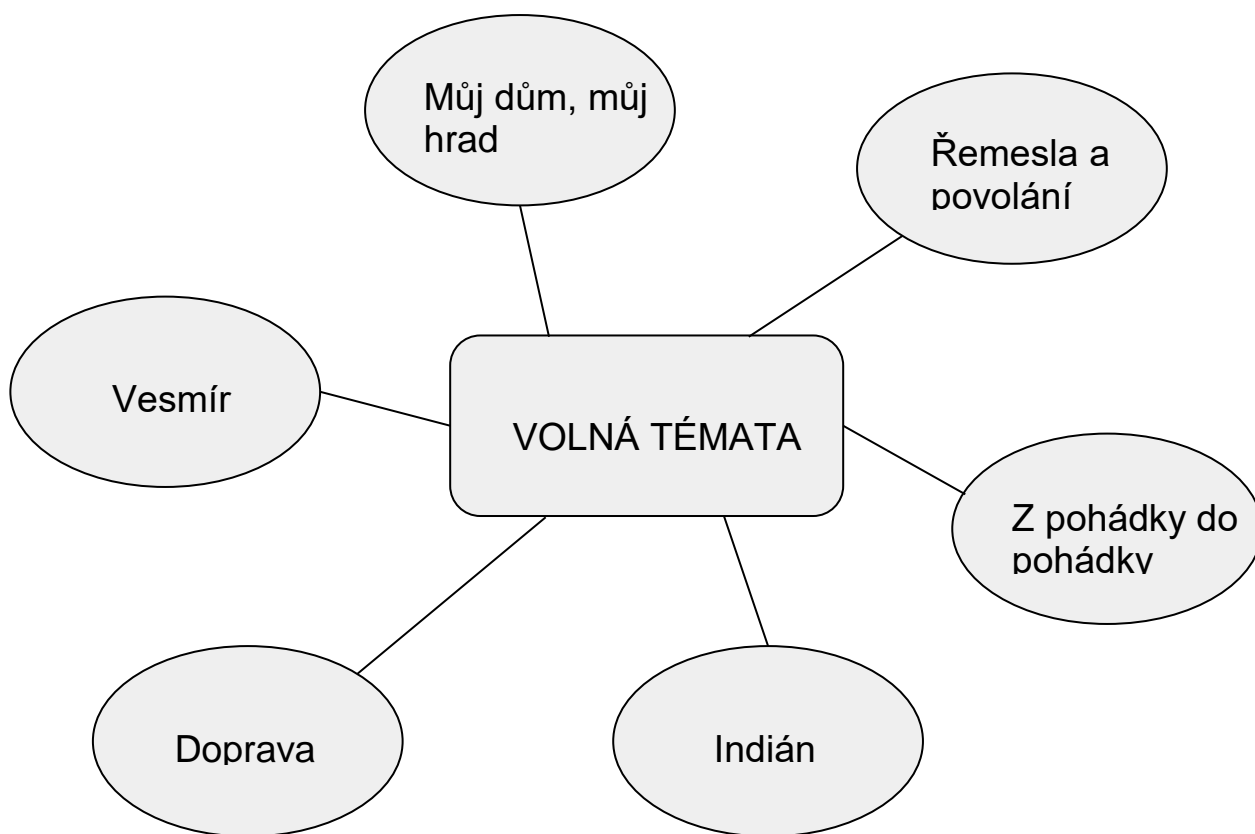 Můj dům, můj
hrad
Řemesla a
povolání
Vesmír
VOLNÁ TÉMATA
Z pohádky do
pohádky
Doprava
Indián